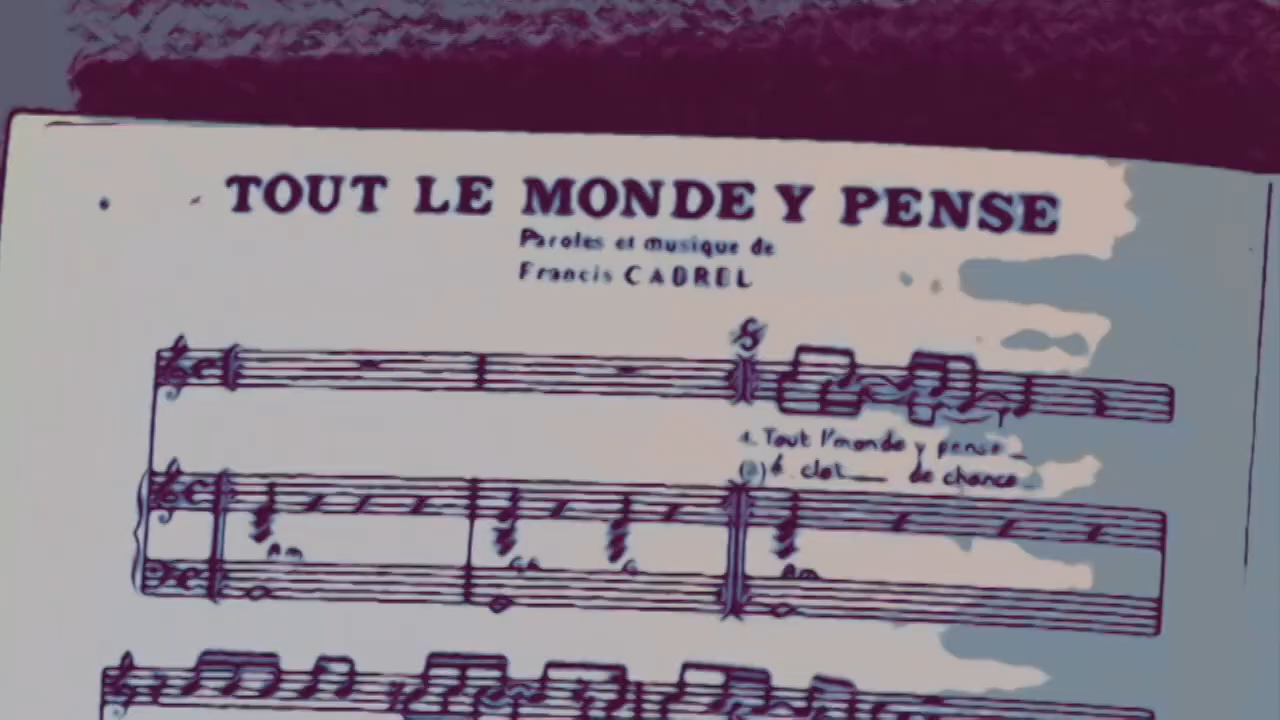 TOUT LE MONDE Y PENSE
Paroles et musique de
Francis CABREL
1. Tout l'monde y pense
de chance
Am
G
Am